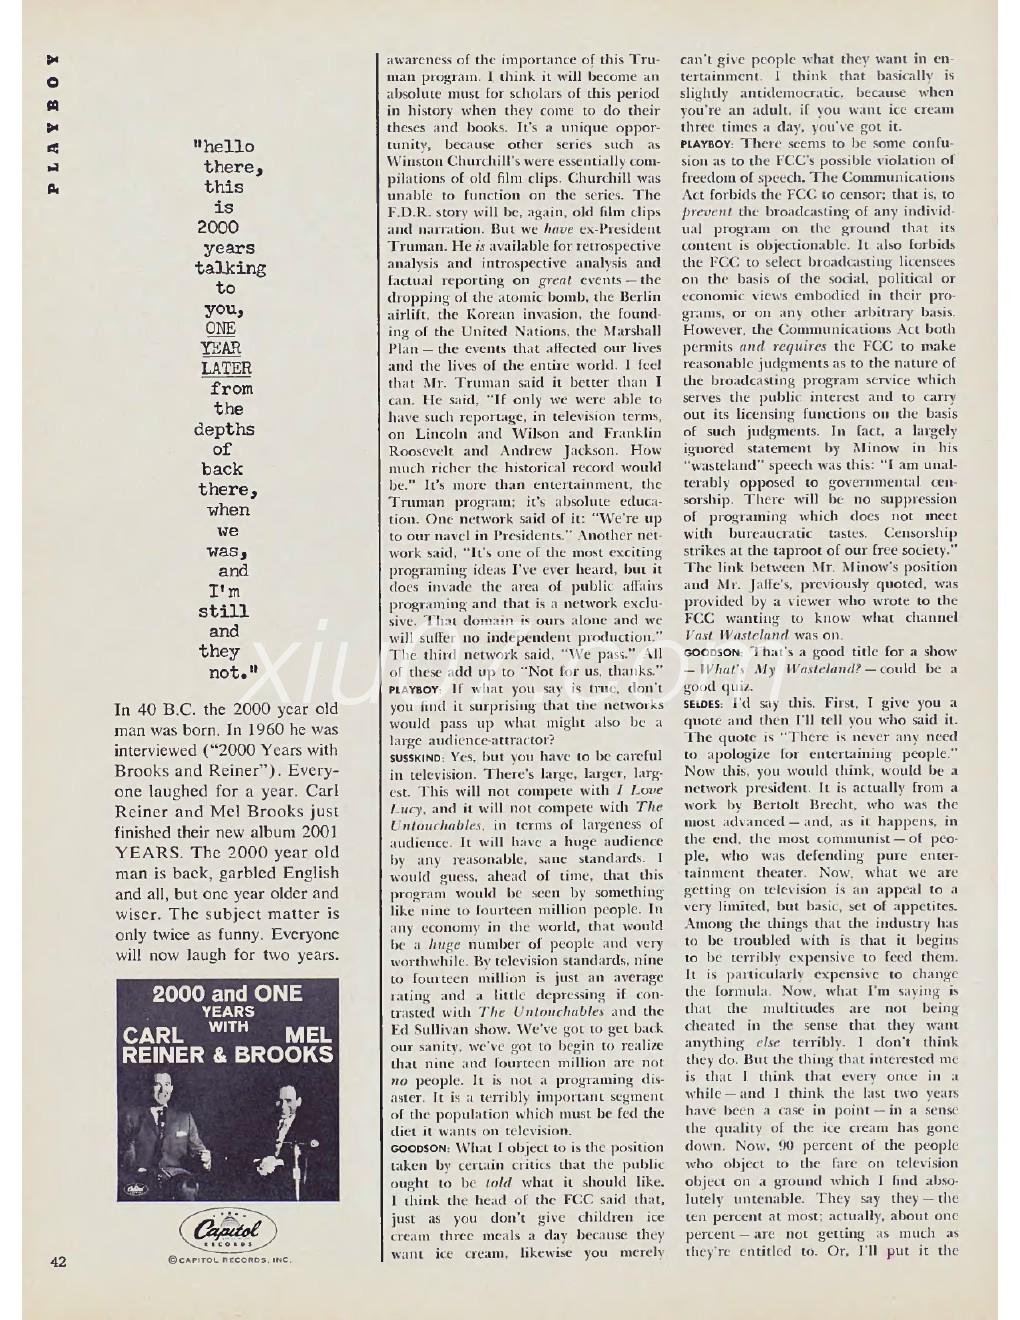 PLAYBOY
"hello
there,
this
is
2000
years
talking
to
you,
ONE
YEAR
LATER
from
the
depths
of
back
there,
when
we
was,
and
I'm
still
and
they
not."
In 40 B.C. the 2000 year old
man was born. In 1960 he was
interviewed ("2000 Years with
Brooks and Reiner"). Every-
one laughed for a year. Carl
Reiner and Mel Brooks just
finished their new album 2001
YEARS. The 2000 year old
man is back, garbled English
and all, but one year older and
wiser. The subject matter is
only twice as funny. Everyone
will now laugh for two years.
2000 and ONE
YEARS
WITH
CARL MEL
REINER & BROOKS
Capitol
RECORDS
©CAPITOL RECORDS, INC.
42
awareness of the importance of this Tru-
man program. I think it will become an
absolute must for scholars of this period
in history when they come to do their
theses and books. It's a unique oppor-
tunity, because other series such as
Winston Churchill's were essentially com-
pilations of old film clips. Churchill was
unable to function on the series. The
F.D.R. story will be, again, old film clips
and narration. But we have ex-President
Truman. He is available for retrospective
analysis and introspective analysis and
factual reporting on great events — the
dropping of the atomic bomb, the Berlin
airlift, the Korean invasion, the found-
ing of the United Nations, the Marshall
Plan — the events that affected our lives
and the lives of the entire world. I feel
that Mr. Truman said it better than I
can. He said, "If only we were able to
have such reportage, in television terms,
on Lincoln and Wilson and Franklin
Roosevelt and Andrew Jackson. How
much richer the historical record would
be." It's more than entertainment, the
Truman program; it's absolute educa-
tion. One network said of it: "We're up
to our navel in Presidents." Another net-
work said, "It's one of the most exciting
programing ideas I've ever heard, but it
does invade the area of public affairs
programing and that is a network exclu-
sive. That domain is ours alone and we
will suffer no independent production."
The third network said, "We pass." All
of these add up to "Not for us, thanks."
PLAYBOY: If what you say is true, don't
you find it surprising that the networks
would pass up what might also be a
large audience-attractor?
SUSSKIND: Yes, but you have to be careful
in television. There's large, larger, larg-
est. This will not compete with I Love
Lucy, and it will not compete with The
Untouchables, in terms of largeness of
audience. It will have a huge audience
by any reasonable, sane standards. I
would guess, ahead of time, that this
program would be seen by something
like nine to fourteen million people. In
any economy in the world, that would
be a huge number of people and very
worthwhile. By television standards, nine
to fourteen million is just an average
rating and a little depressing if con-
trasted with The Untouchables and the
Ed Sullivan show. We've got to get back
our sanity, we've got to begin to realize
that nine and fourteen million are not
no people. It is not a programing dis-
aster. It is a terribly important segment
of the population which must be fed the
diet it wants on television.
GOODSON: What I object to is the position
taken by certain critics that the public
ought to be told what it should like.
I think the head of the FCC said that,
just as you don't give children ice
cream three meals a day because they
want ice cream, likewise you merely
can't give people what they want in en-
tertainment. I think that basically is
slightly antidemocratic, because when
you're an adult, if you want ice cream
three times a day, you've got it.
PLAYBOY: There seems to be some confu-
sion as to the FCC's possible violation of
freedom of speech. The Communications
Act forbids the FCC to censor; that is, to
prevent the broadcasting of any individ-
ual program on the ground that its
content is objectionable. It also forbids
the FCC to select broadcasting licensees
on the basis of the social, political or
economic views embodied in their pro-
grams, or on any other arbitrary basis.
However, the Communications Act both
permits and requires the FCC to make
reasonable judgments as to the nature of
the broadcasting program service which
serves the public interest and to carry
out its licensing functions on the basis
of such judgments. In fact, a largely
ignored statement by Minow in his
"wasteland" speech was this: "I am unal-
terably opposed to governmental cen-
sorship. There will be no suppression
of programing which does not meet
with bureaucratic tastes. Censorship
strikes at the taproot of our free society."
The link between Mr. Minow's position
and Mr. Jaffe's, previously quoted, was
provided by a viewer who wrote to the
FCC wanting to know what channel
Vast Wasteland was on.
GOODSON: That's a good title for a show
— What's My Wasteland? — could be a
good quiz.
SELDES: I'd say this. First, I give you a
quote and then I'll tell you who said it.
The quote is "There is never any need
to apologize for entertaining people."
Now this, you would think, would be a
network president. It is actually from a
work by Bertolt Brecht, who was the
most advanced — and, as it happens, in
the end, the most communist — of peo-
ple, who was defending pure enter-
tainment theater. Now, what we are
getting on television is an appeal to a
very limited, but basic, set of appetites.
Among the things that the industry has
to be troubled with is that it begins
to be terribly expensive to feed them.
It is particularly expensive to change
the formula. Now, what I'm saying is
that the multitudes are not being
cheated in the sense that they want
anything else terribly. I don't think
they do. But the thing that interested me
is that I think that every once in a
while — and I think the last two years
have been a case in point — in a sense
the quality of the ice cream has gone
down. Now, 90 percent of the people
who object to the fare on television
object on a ground which I find abso-
lutely untenable. They say they — the
ten percent at most; actually, about one
percent — are not getting as much as
they're entitled to. Or, I'll put it the